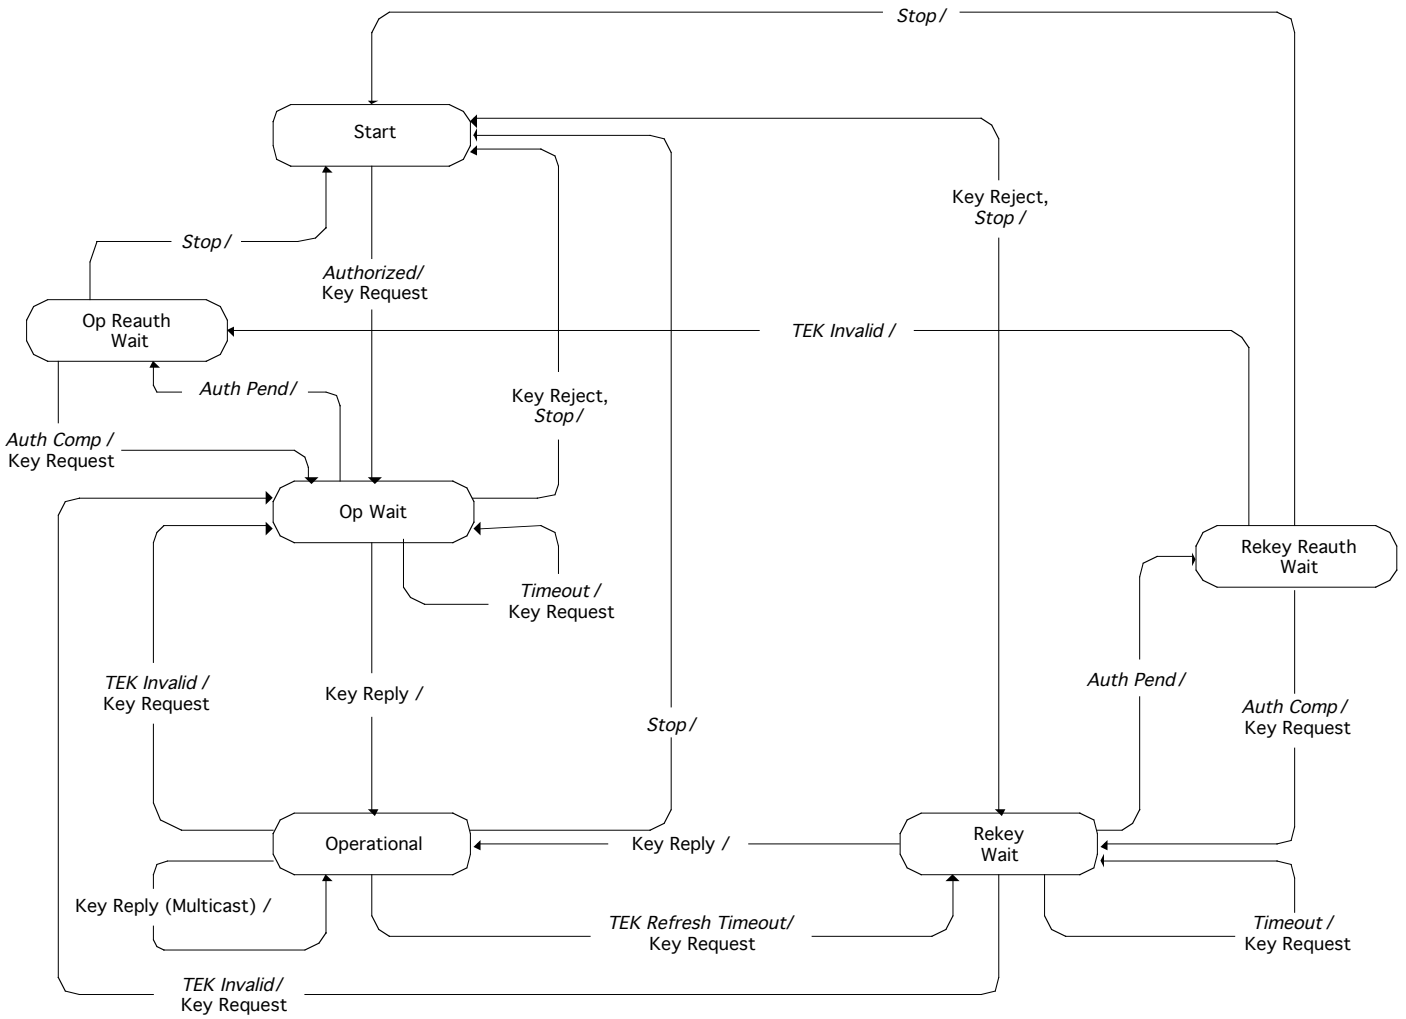 Stop /
Start
Key Reject,
Stop /
Stop /
Authorized/
Key Request
Op Reauth
Wait
TEK Invalid /
Auth Pend /
Key Reject,
Stop /
Auth Comp /
Key Request
Op Wait
Rekey Reauth
Wait
Timeout /
Key Request
TEK Invalid /
Key Request
Key Reply /
Auth Pend /
Stop /
Auth Comp /
Key Request
Operational
Key Reply /
Rekey
Wait
Key Reply (Multicast) /
TEK Refresh Timeout/
Key Request
Timeout /
Key Request
TEK Invalid/
Key Request